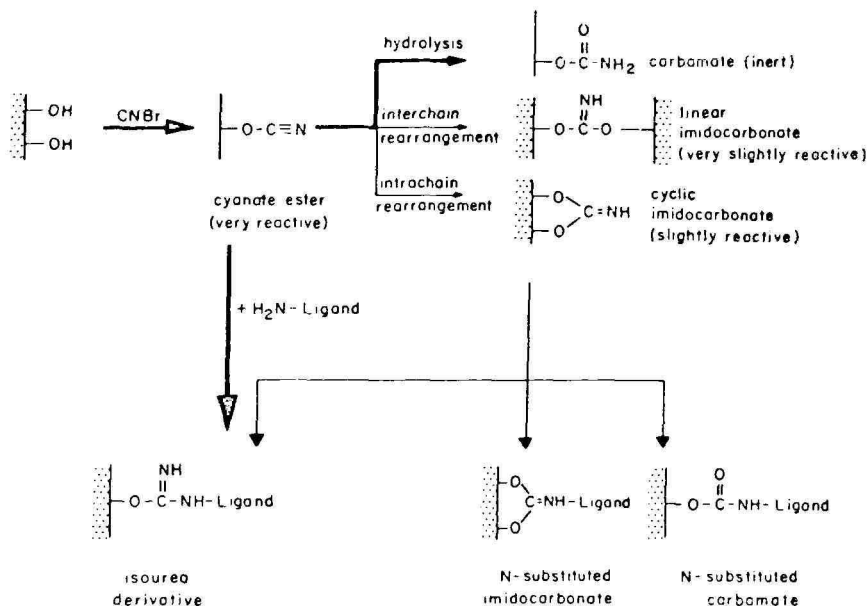 OH
OH
CNBr
O-C≡N
cyanate ester
(very reactive)
hydrolysis
O
||
-O-C-NH₂
carbamate (inert)
interchain
rearrangement
NH
||
O-C-O
linear
imidocarbonate
(very slightly reactive)
intrachain
rearrangement
O
C=NH
O
cyclic
imidocarbonate
(slightly reactive)
+ H₂N-Ligand
NH
||
-O-C-NH-Ligand
isourea
derivative
O
C=NH-Ligand
O
N-substituted
imidocarbonate
O
||
-O-C-NH-Ligand
N-substituted
carbamate